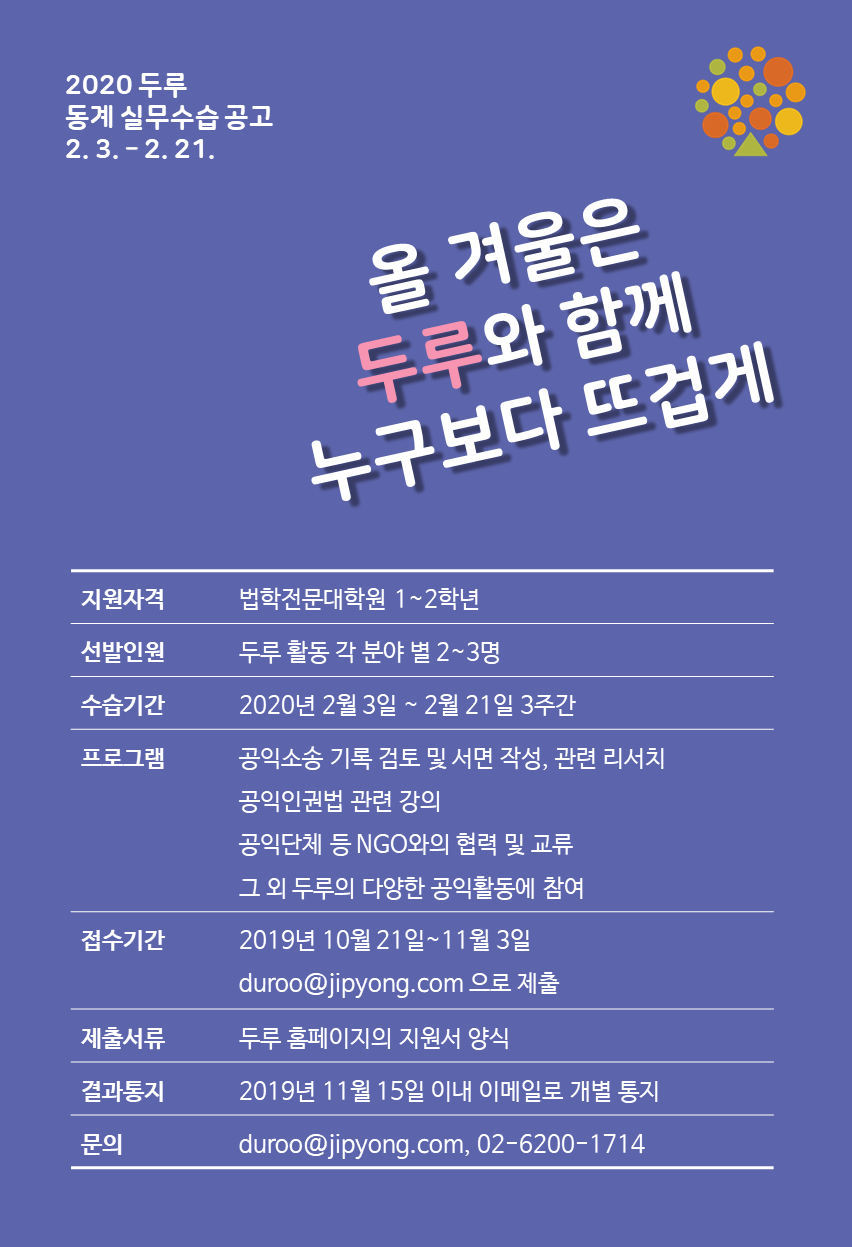 2020 두루
동계 실무수습 공고
2. 3. - 2. 21.
올 겨울은
두루와 함께
누구보다 뜨겁게
지원자격 법학전문대학원 1~2학년
선발인원 두루 활동 각 분야 별 2~3명
수습기간 2020년 2월 3일 ~ 2월 21일 3주간
프로그램 공익소송 기록 검토 및 서면 작성, 관련 리서치
공익인권법 관련 강의
공익단체 등 NGO와의 협력 및 교류
그 외 두루의 다양한 공익활동에 참여
접수기간 2019년 10월 21일~11월 3일
duroo@jipyong.com 으로 제출
제출서류 두루 홈페이지의 지원서 양식
결과통지 2019년 11월 15일 이내 이메일로 개별 통지
문의 duroo@jipyong.com, 02-6200-1714